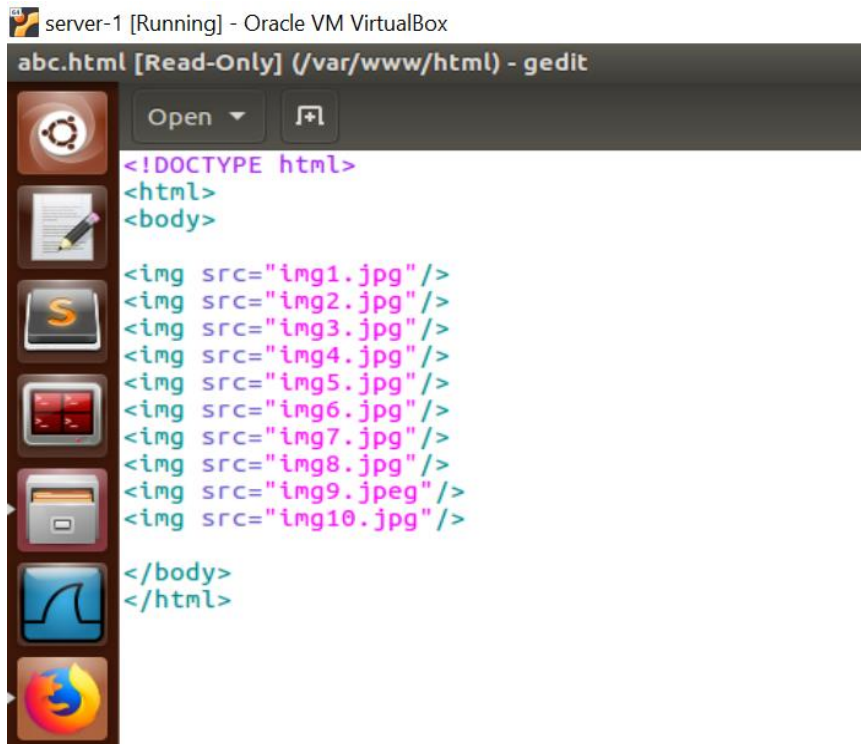 server-1 [Running] - Oracle VM VirtualBox
abc.html [Read-Only] (/var/www/html) - gedit
Open
<!DOCTYPE html>
<html>
<body>
<img src="img1.jpg"/>
<img src="img2.jpg"/>
<img src="img3.jpg"/>
<img src="img4.jpg"/>
<img src="img5.jpg"/>
<img src="img6.jpg"/>
<img src="img7.jpg"/>
<img src="img8.jpg"/>
<img src="img9.jpeg"/>
<img src="img10.jpg"/>
</body>
</html>